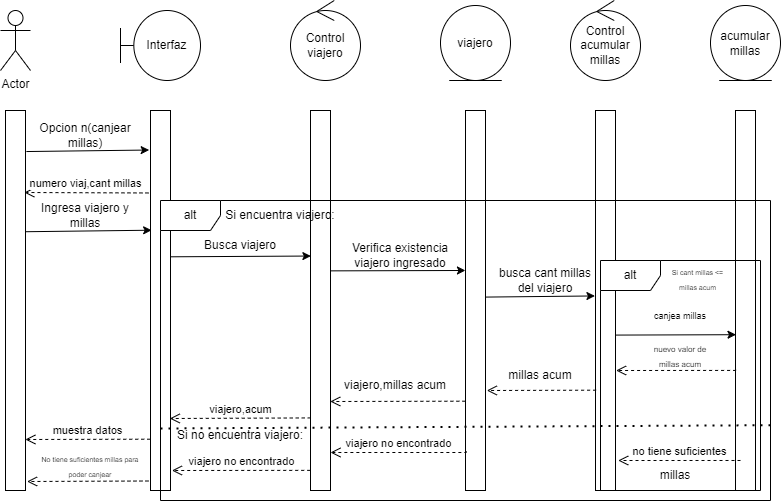 Actor
Interfaz
Control
viajero
viajero
Control
acumular
millas
acumular
millas
Opcion n(canjear
millas)
numero viaj,cant millas
Ingresa viajero y
millas
alt
Si encuentra viajero:
Busca viajero
Verifica existencia
viajero ingresado
busca cant millas
del viajero
alt
Si cant millas <=
millas acum
canjea millas
nuevo valor de
millas acum
millas acum
viajero,millas acum
viajero,acum
muestra datos
Si no encuentra viajero:
viajero no encontrado
viajero no encontrado
No tiene suficientes millas para
poder canjear
no tiene suficientes
millas